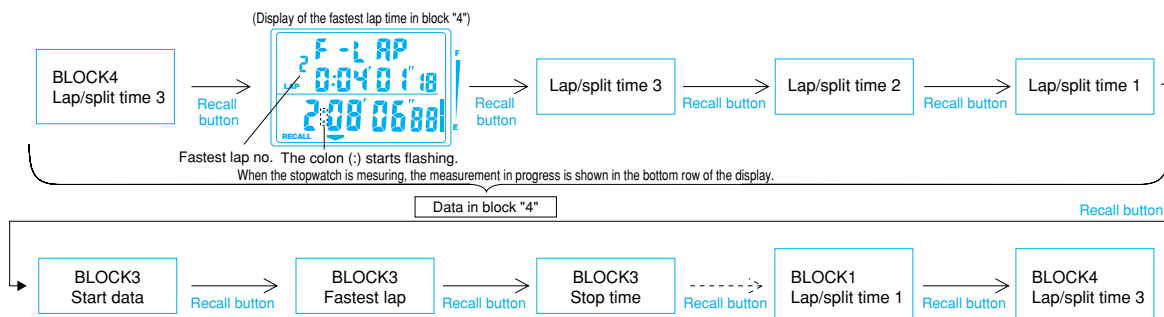 (Display of the fastest lap time in block "4")
BLOCK4
Lap/split time 3
Recall
button
F-LAP
2
LAP 0:04' 01" 18
2:08' 06" 88
RECALL
F
E
Recall
button
Lap/split time 3
Recall button
Lap/split time 2
Recall button
Lap/split time 1
Fastest lap no.
The colon (:) starts flashing.
When the stopwatch is mesuring, the measurement in progress is shown in the bottom row of the display.
Data in block "4"
Recall button
BLOCK3
Start data
Recall button
BLOCK3
Fastest lap
Recall button
BLOCK3
Stop time
Recall button
BLOCK1
Lap/split time 1
Recall button
BLOCK4
Lap/split time 3